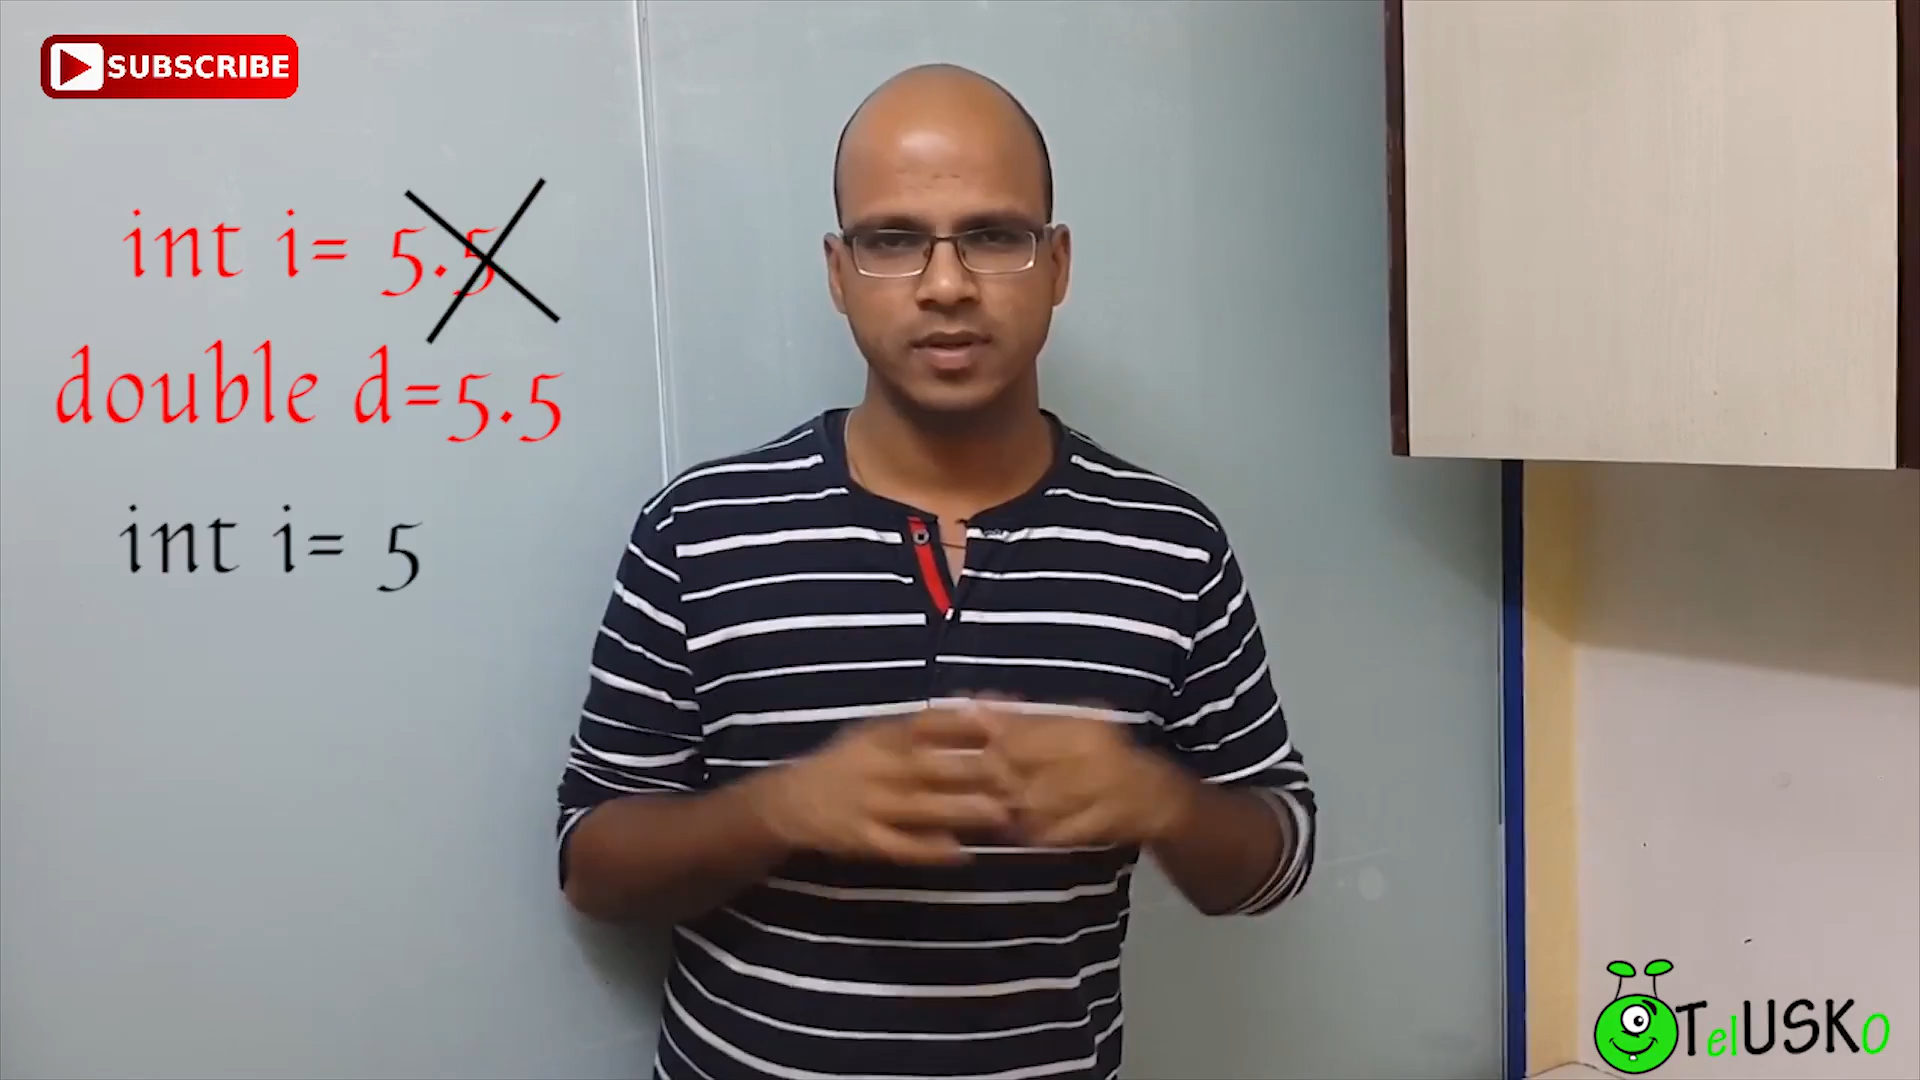 SUBSCRIBE
int i= 5.5
double d=5.5
int i= 5
TelUSKo